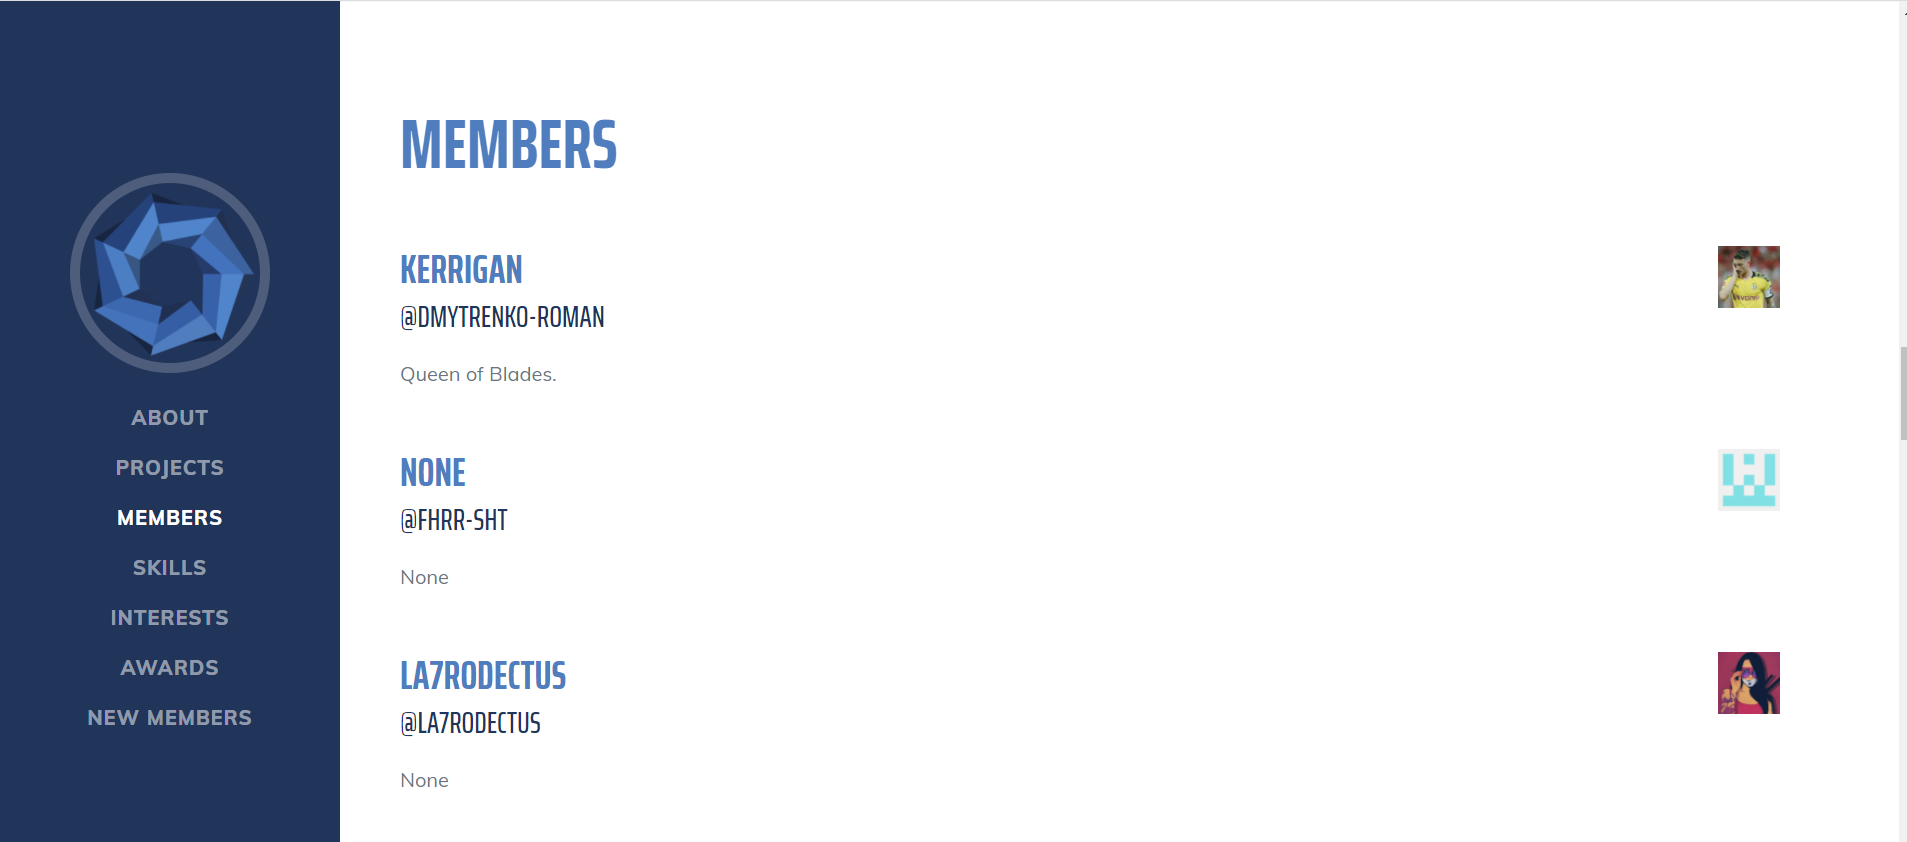 ABOUT
PROJECTS
MEMBERS
SKILLS
INTERESTS
AWARDS
NEW MEMBERS
MEMBERS
KERRIGAN
@DMYTRENKO-ROMAN
Queen of Blades.
NONE
@FHRR-SHT
None
LA7RODECTUS
@LA7RODECTUS
None